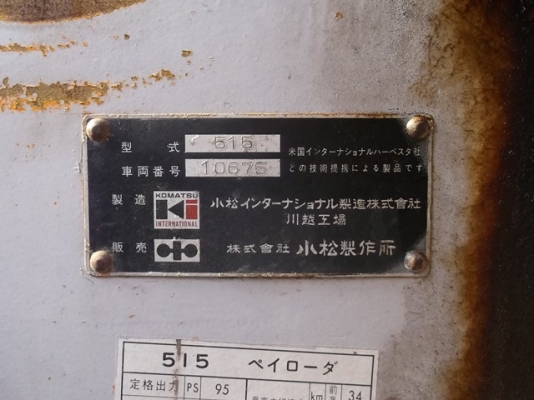 型式 515
米国インターナショナルハーベスタ社
車両番号 10675
との技術提携による製品です
製造 KOMATSU INTERNATIONAL 小松インターナショナル製造株式會社
川越工場
販売 株式會社 小松製作所
515 ペイローダ
定格出力 PS 95 km 前 34